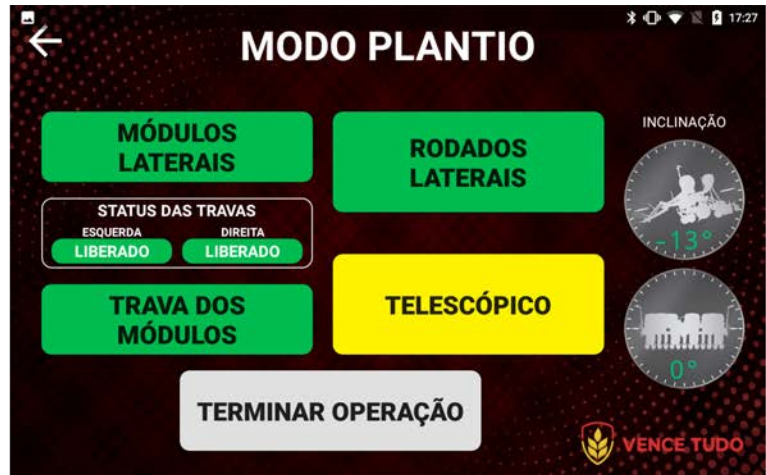 17:27
MODO PLANTIO
MÓDULOS
LATERAIS
RODADOS
LATERAIS
INCLINAÇÃO
-13°
STATUS DAS TRAVAS
ESQUERDA DIREITA
LIBERADO LIBERADO
TRAVA DOS
MÓDULOS
TELESCÓPICO
0°
TERMINAR OPERAÇÃO
VENCE TUDO